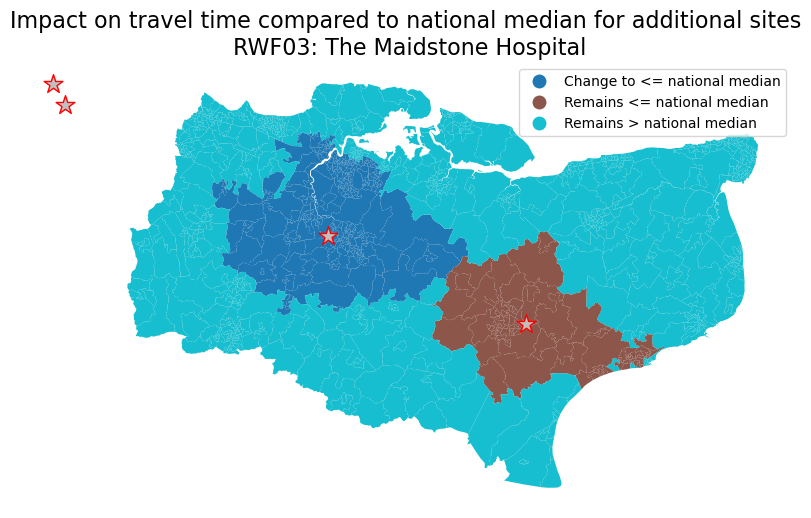 Impact on travel time compared to national median for additional sites
RWF03: The Maidstone Hospital
Change to <= national median
Remains <= national median
Remains > national median